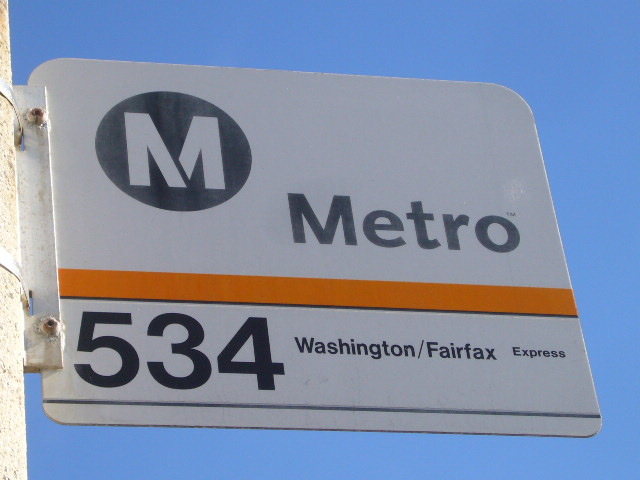 M
Metro™
534 Washington/Fairfax Express